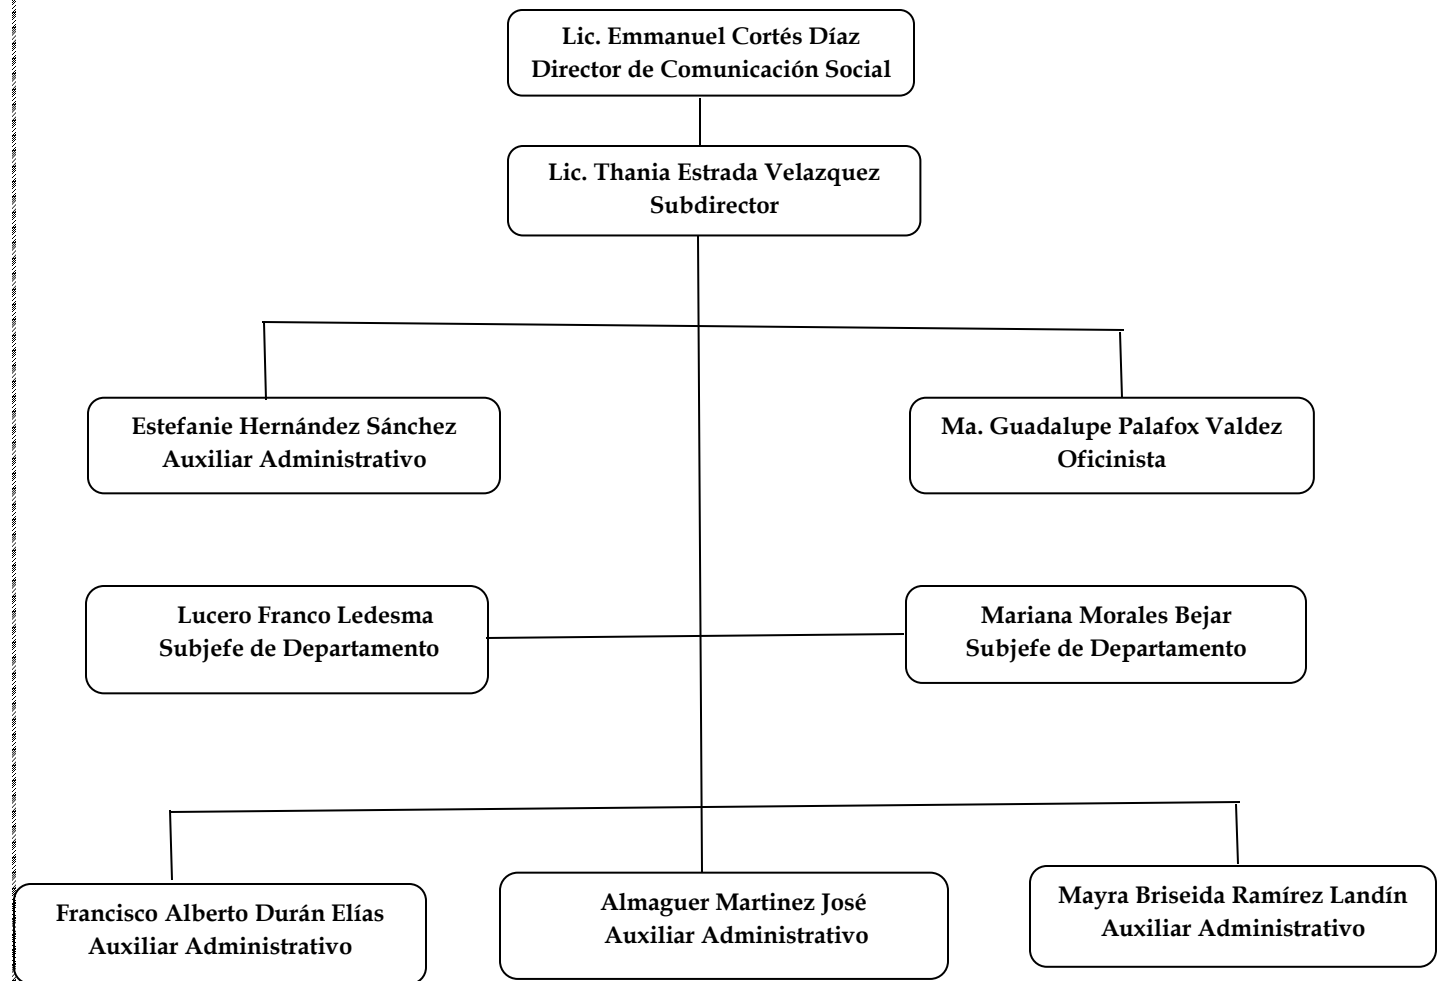 Lic. Emmanuel Cortés Díaz
Director de Comunicación Social
Lic. Thania Estrada Velazquez
Subdirector
Estefanie Hernández Sánchez
Auxiliar Administrativo
Ma. Guadalupe Palafox Valdez
Oficinista
Lucero Franco Ledesma
Subjefe de Departamento
Mariana Morales Bejar
Subjefe de Departamento
Francisco Alberto Durán Elías
Auxiliar Administrativo
Almaguer Martinez José
Auxiliar Administrativo
Mayra Briseida Ramírez Landín
Auxiliar Administrativo